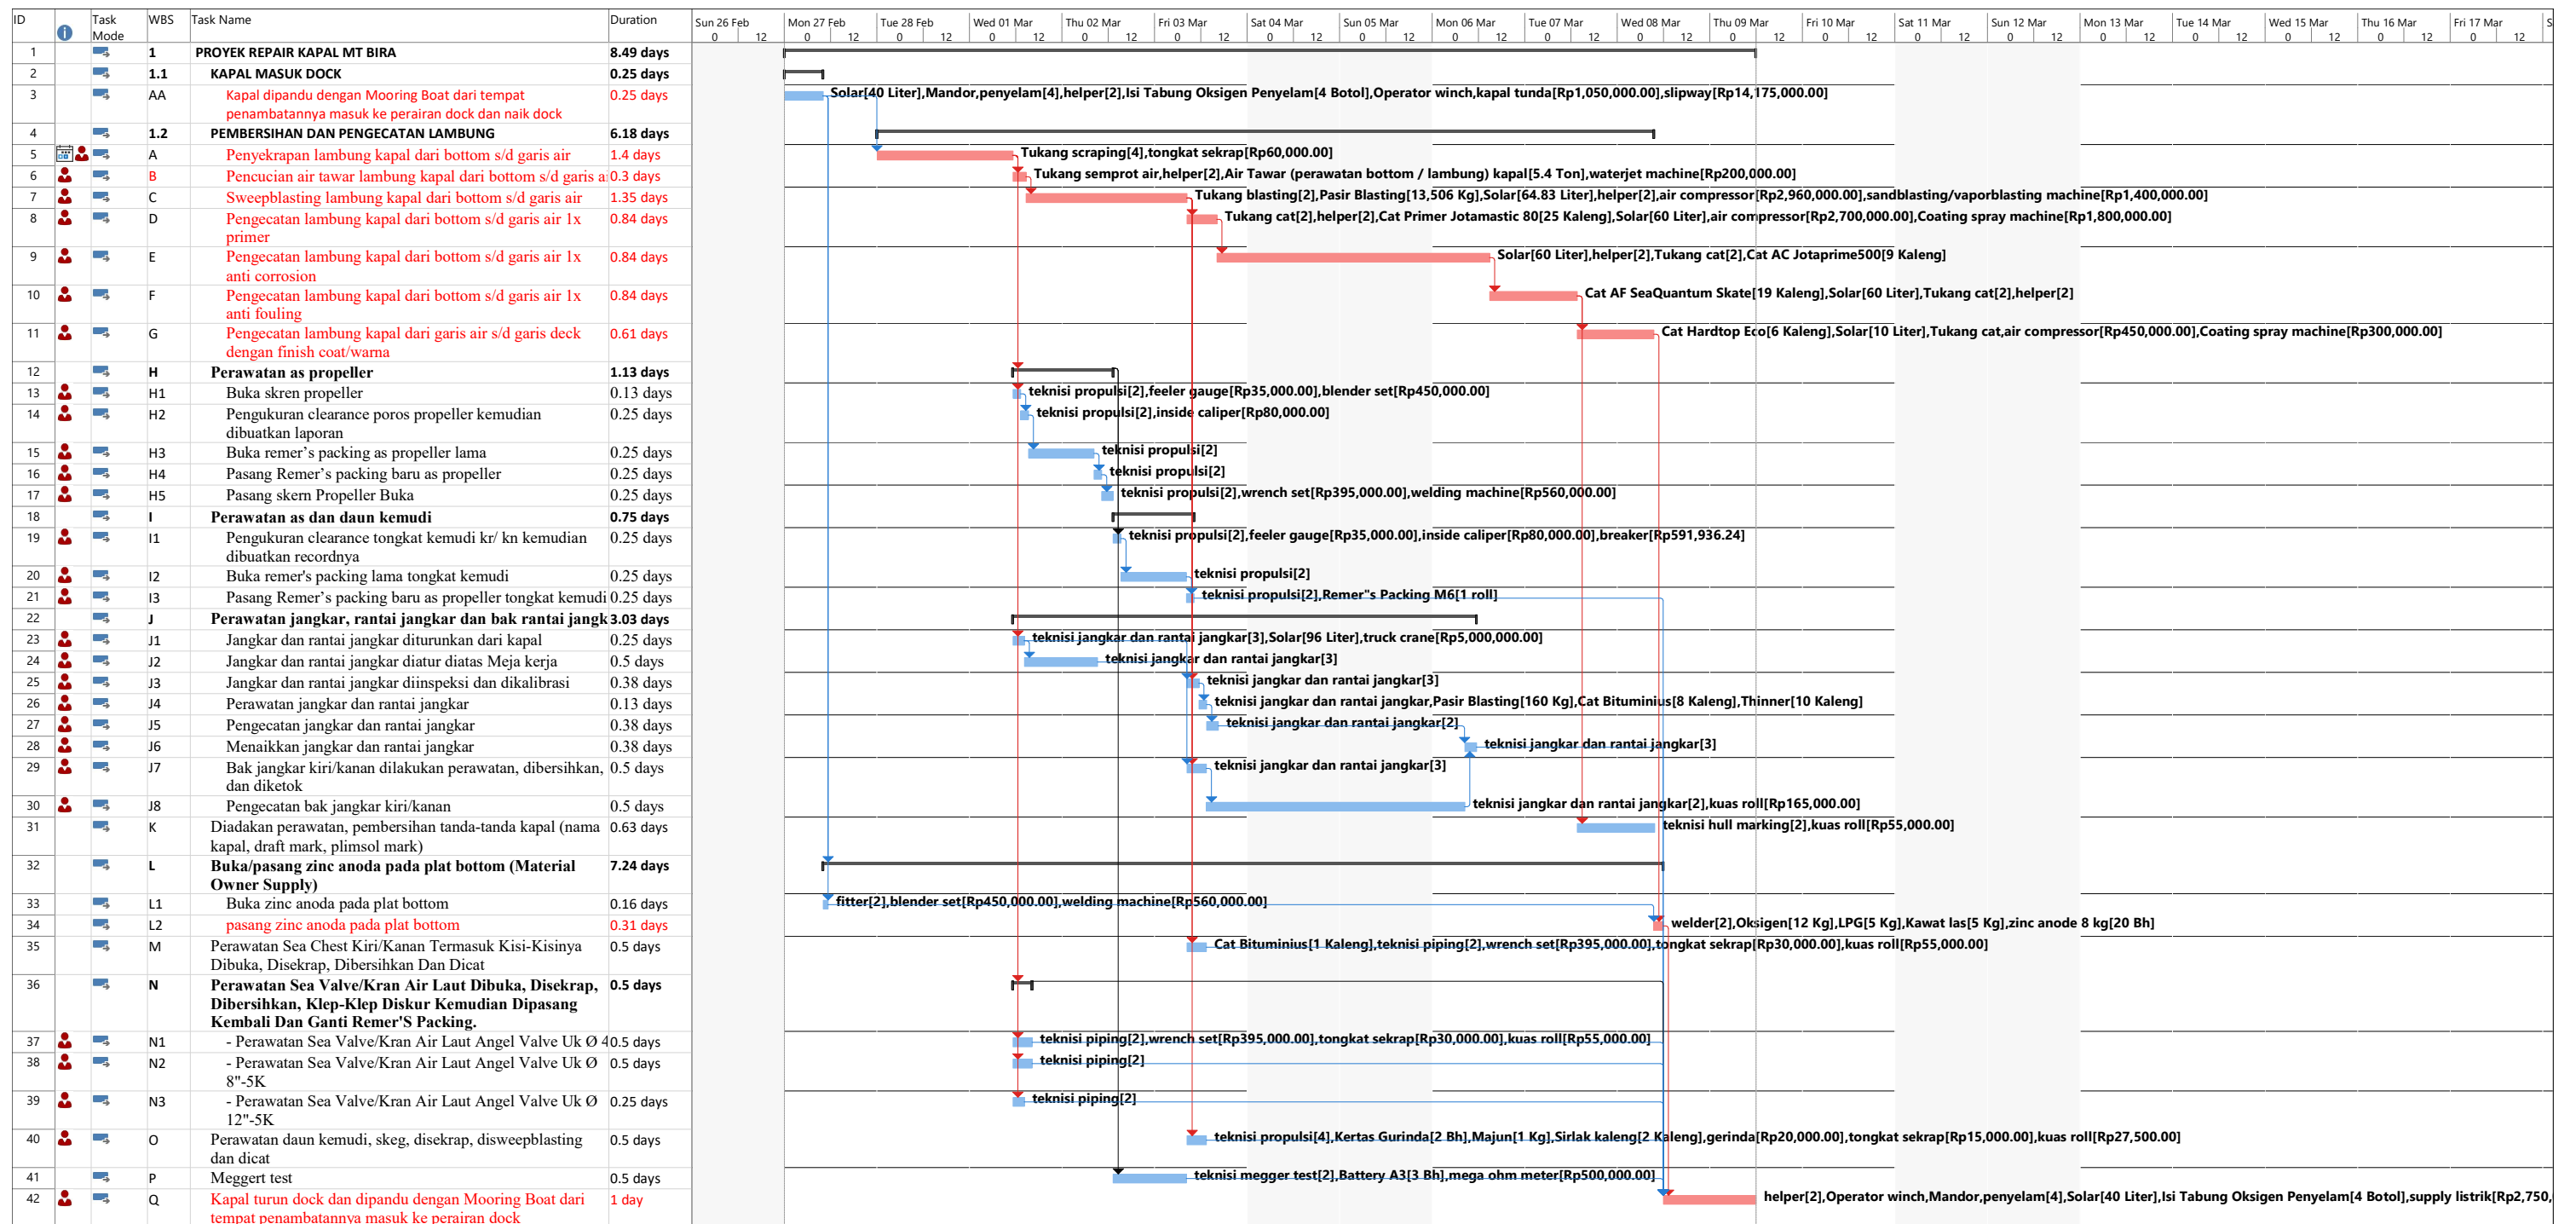 ID Task Mode WBS Task Name Duration Sun 26 Feb Mon 27 Feb Tue 28 Feb Wed 01 Mar Thu 02 Mar Fri 03 Mar Sat 04 Mar Sun 05 Mar Mon 06 Mar Tue 07 Mar Wed 08 Mar Thu 09 Mar Fri 10 Mar Sat 11 Mar Sun 12 Mar Mon 13 Mar Tue 14 Mar Wed 15 Mar Thu 16 Mar Fri 17 Mar S
0 12 0 12 0 12 0 12 0 12 0 12 0 12 0 12 0 12 0 12 0 12 0 12 0 12 0 12 0 12 0 12 0 12 0 12 0 12 0 12
1 1 PROYEK REPAIR KAPAL MT BIRA 8.49 days
2 1.1 KAPAL MASUK DOCK 0.25 days
3 AA Kapal dipandu dengan Mooring Boat dari tempat 0.25 days Solar[40 Liter],Mandor,penyelam[4],helper[2],Isi Tabung Oksigen Penyelam[4 Botol],Operator winch,kapal tunda[Rp1,050,000.00],slipway[Rp14,175,000.00]
penambatannya masuk ke perairan dock dan naik dock
4 1.2 PEMBERSIHAN DAN PENGECATAN LAMBUNG 6.18 days
5 A Penyekrapan lambung kapal dari bottom s/d garis air 1.4 days Tukang scraping[4],tongkat sekrap[Rp60,000.00]
6 B Pencucian air tawar lambung kapal dari bottom s/d garis ai 0.3 days Tukang semprot air,helper[2],Air Tawar (perawatan bottom / lambung) kapal[5.4 Ton],waterjet machine[Rp200,000.00]
7 C Sweepblasting lambung kapal dari bottom s/d garis air 1.35 days Tukang blasting[2],Pasir Blasting[13,506 Kg],Solar[64.83 Liter],helper[2],air compressor[Rp2,960,000.00],sandblasting/vaporblasting machine[Rp1,400,000.00]
8 D Pengecatan lambung kapal dari bottom s/d garis air 1x 0.84 days Tukang cat[2],helper[2],Cat Primer Jotamastic 80[25 Kaleng],Solar[60 Liter],air compressor[Rp2,700,000.00],Coating spray machine[Rp1,800,000.00]
primer
9 E Pengecatan lambung kapal dari bottom s/d garis air 1x 0.84 days Solar[60 Liter],helper[2],Tukang cat[2],Cat AC Jotaprime500[9 Kaleng]
anti corrosion
10 F Pengecatan lambung kapal dari bottom s/d garis air 1x 0.84 days Cat AF SeaQuantum Skate[19 Kaleng],Solar[60 Liter],Tukang cat[2],helper[2]
anti fouling
11 G Pengecatan lambung kapal dari garis air s/d garis deck 0.61 days Cat Hardtop Eco[6 Kaleng],Solar[10 Liter],Tukang cat,air compressor[Rp450,000.00],Coating spray machine[Rp300,000.00]
dengan finish coat/warna
12 H Perawatan as propeller 1.13 days
13 H1 Buka skren propeller 0.13 days teknisi propulsi[2],feeler gauge[Rp35,000.00],blender set[Rp450,000.00]
14 H2 Pengukuran clearance poros propeller kemudian 0.25 days teknisi propulsi[2],inside caliper[Rp80,000.00]
dibuatkan laporan
15 H3 Buka remer's packing as propeller lama 0.25 days teknisi propulsi[2]
16 H4 Pasang Remer's packing baru as propeller 0.25 days teknisi propulsi[2]
17 H5 Pasang skern Propeller Buka 0.25 days teknisi propulsi[2],wrench set[Rp395,000.00],welding machine[Rp560,000.00]
18 I Perawatan as dan daun kemudi 0.75 days
19 I1 Pengukuran clearance tongkat kemudi kr/ kn kemudian 0.25 days teknisi propulsi[2],feeler gauge[Rp35,000.00],inside caliper[Rp80,000.00],breaker[Rp591,936.24]
dibuatkan recordnya
20 I2 Buka remer's packing lama tongkat kemudi 0.25 days teknisi propulsi[2]
21 I3 Pasang Remer's packing baru as propeller tongkat kemudi 0.25 days teknisi propulsi[2],Remer"s Packing M6[1 roll]
22 J Perawatan jangkar, rantai jangkar dan bak rantai jangk 3.03 days
23 J1 Jangkar dan rantai jangkar diturunkan dari kapal 0.25 days teknisi jangkar dan rantai jangkar[3],Solar[96 Liter],truck crane[Rp5,000,000.00]
24 J2 Jangkar dan rantai jangkar diatur diatas Meja kerja 0.5 days teknisi jangkar dan rantai jangkar[3]
25 J3 Jangkar dan rantai jangkar diinspeksi dan dikalibrasi 0.38 days teknisi jangkar dan rantai jangkar[3]
26 J4 Perawatan jangkar dan rantai jangkar 0.13 days teknisi jangkar dan rantai jangkar,Pasir Blasting[160 Kg],Cat Bituminius[8 Kaleng],Thinner[10 Kaleng]
27 J5 Pengecatan jangkar dan rantai jangkar 0.38 days teknisi jangkar dan rantai jangkar[2]
28 J6 Menaikkan jangkar dan rantai jangkar 0.38 days teknisi jangkar dan rantai jangkar[3]
29 J7 Bak jangkar kiri/kanan dilakukan perawatan, dibersihkan, 0.5 days teknisi jangkar dan rantai jangkar[3]
dan diketok
30 J8 Pengecatan bak jangkar kiri/kanan 0.5 days teknisi jangkar dan rantai jangkar[2],kuas roll[Rp165,000.00]
31 K Diadakan perawatan, pembersihan tanda-tanda kapal (nama 0.63 days teknisi hull marking[2],kuas roll[Rp55,000.00]
kapal, draft mark, plimsol mark)
32 L Buka/pasang zinc anoda pada plat bottom (Material 7.24 days
Owner Supply)
33 L1 Buka zinc anoda pada plat bottom 0.16 days fitter[2],blender set[Rp450,000.00],welding machine[Rp560,000.00]
34 L2 pasang zinc anoda pada plat bottom 0.31 days welder[2],Oksigen[12 Kg],LPG[5 Kg],Kawat las[5 Kg],zinc anode 8 kg[20 Bh]
35 M Perawatan Sea Chest Kiri/Kanan Termasuk Kisi-Kisinya 0.5 days Cat Bituminius[1 Kaleng],teknisi piping[2],wrench set[Rp395,000.00],tongkat sekrap[Rp30,000.00],kuas roll[Rp55,000.00]
Dibuka, Disekrap, Dibersihkan Dan Dicat
36 N Perawatan Sea Valve/Kran Air Laut Dibuka, Disekrap, 0.5 days
Dibersihkan, Klep-Klep Diskur Kemudian Dipasang
Kembali Dan Ganti Remer'S Packing.
37 N1 - Perawatan Sea Valve/Kran Air Laut Angel Valve Uk Ø 4 0.5 days teknisi piping[2],wrench set[Rp395,000.00],tongkat sekrap[Rp30,000.00],kuas roll[Rp55,000.00]
38 N2 - Perawatan Sea Valve/Kran Air Laut Angel Valve Uk Ø 0.5 days teknisi piping[2]
8"-5K
39 N3 - Perawatan Sea Valve/Kran Air Laut Angel Valve Uk Ø 0.25 days teknisi piping[2]
12"-5K
40 O Perawatan daun kemudi, skeg, disekrap, disweepblasting 0.5 days teknisi propulsi[4],Kertas Gurinda[2 Bh],Majun[1 Kg],Sirlak kaleng[2 Kaleng],gerinda[Rp20,000.00],tongkat sekrap[Rp15,000.00],kuas roll[Rp27,500.00]
dan dicat
41 P Meggert test 0.5 days teknisi megger test[2],Battery A3[3 Bh],mega ohm meter[Rp500,000.00]
42 Q Kapal turun dock dan dipandu dengan Mooring Boat dari 1 day helper[2],Operator winch,Mandor,penyelam[4],Solar[40 Liter],Isi Tabung Oksigen Penyelam[4 Botol],supply listrik[Rp2,750,
tempat penambatannya masuk ke perairan dock